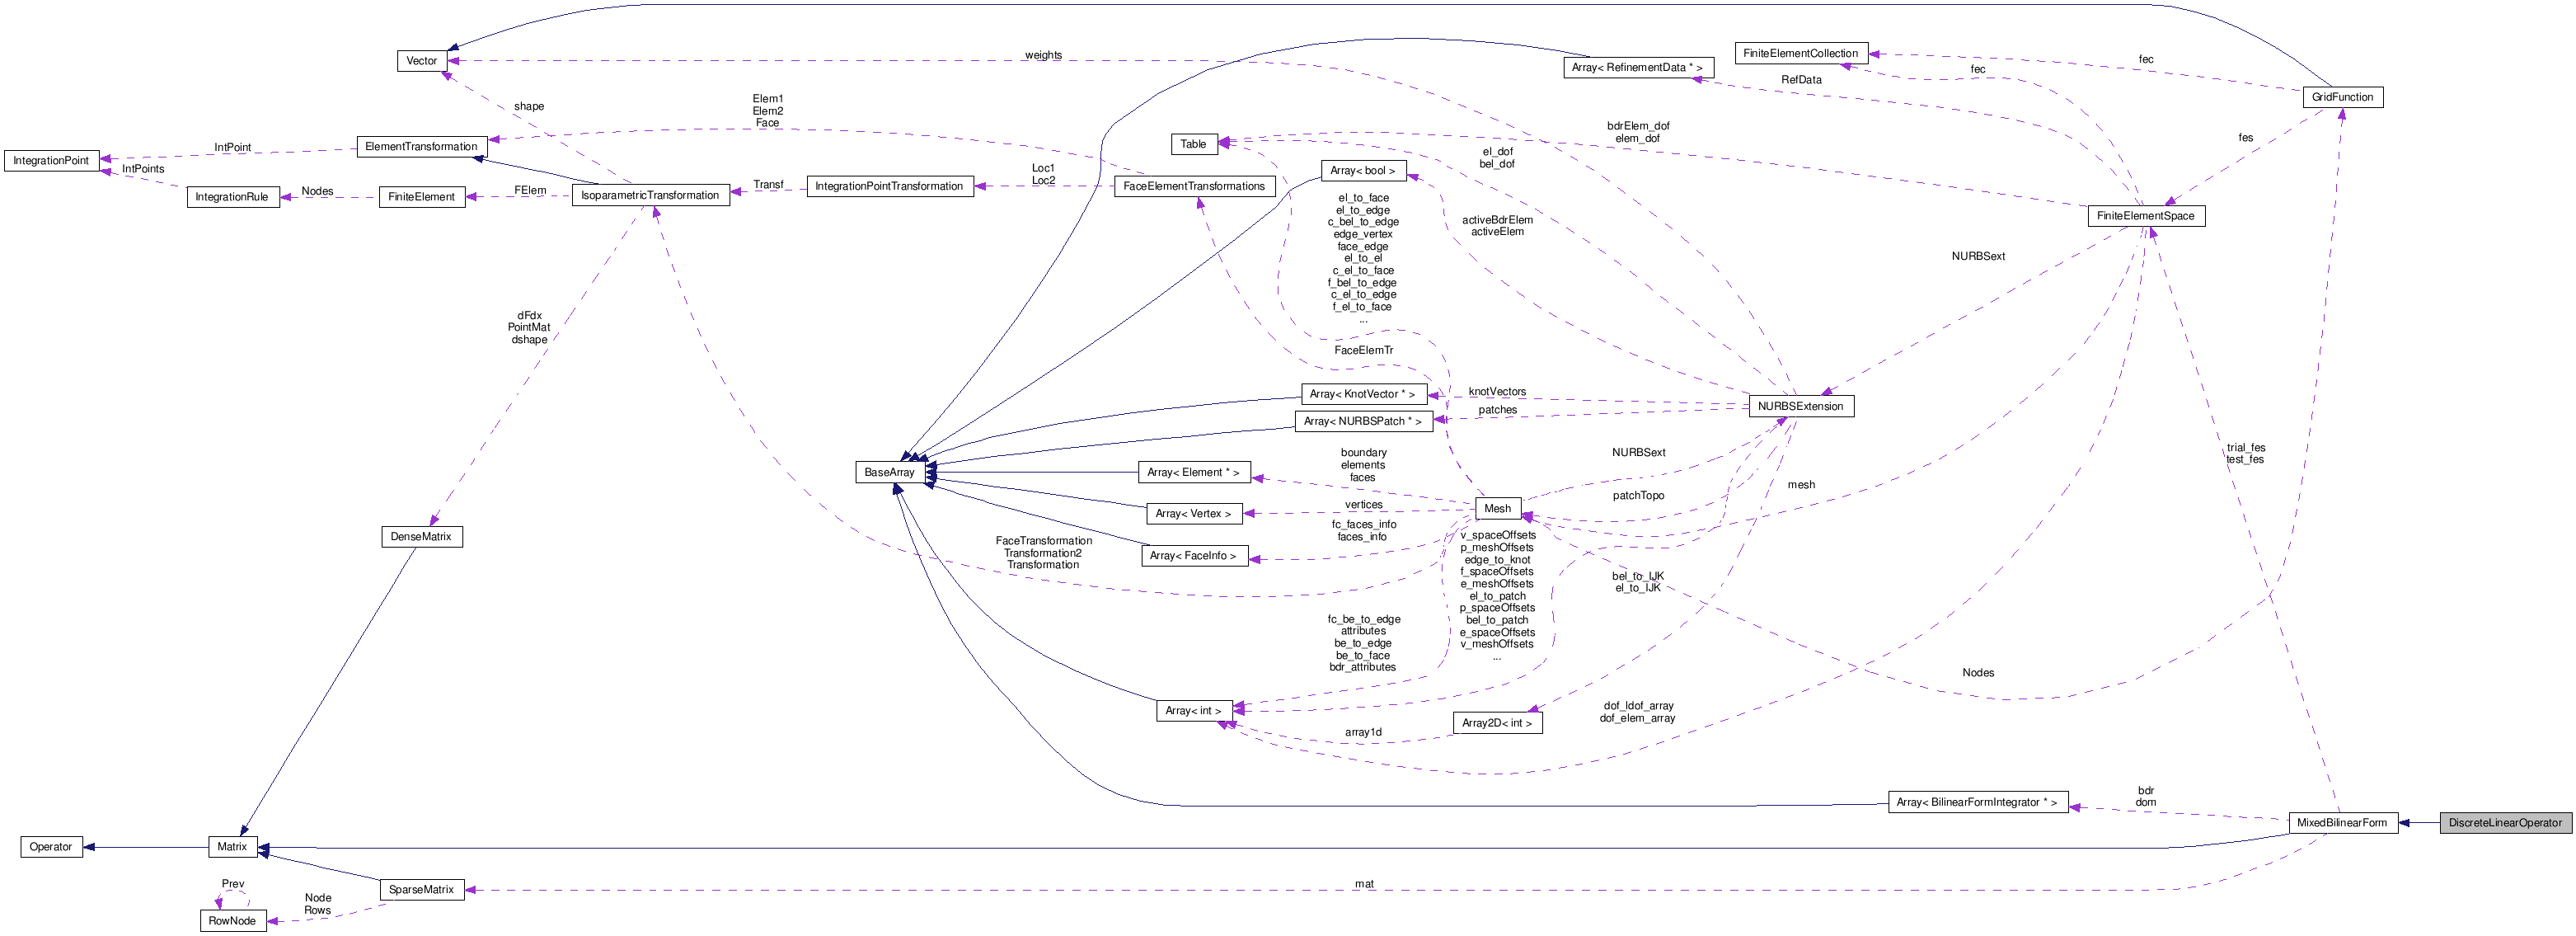 Vector
weights
Array< RefinementData * >
FiniteElementCollection
fec
fec
RefData
GridFunction
shape
Elem1
Elem2
Face
Table
bdrElem_dof
elem_dof
fes
IntegrationPoint
IntPoint
ElementTransformation
IntPoints
IntegrationRule
Nodes
FiniteElement
FElem
IsoparametricTransformation
Transf
IntegrationPointTransformation
Loc1
Loc2
FaceElementTransformations
Array< bool >
el_dof
bel_dof
el_to_face
el_to_edge
c_bel_to_edge
edge_vertex
face_edge
el_to_el
c_el_to_face
f_bel_to_edge
c_el_to_edge
f_el_to_face
...
activeBdrElem
activeElem
FiniteElementSpace
NURBSext
dFdx
PointMat
dshape
FaceElemTr
Array< KnotVector * >
knotVectors
Array< NURBSPatch * >
patches
NURBSExtension
BaseArray
Array< Element * >
boundary
elements
faces
NURBSext
trial_fes
test_fes
Array< Vertex >
vertices
Mesh
patchTopo
mesh
DenseMatrix
FaceTransformation
Transformation2
Transformation
Array< FaceInfo >
fc_faces_info
faces_info
v_spaceOffsets
p_meshOffsets
edge_to_knot
f_spaceOffsets
e_meshOffsets
el_to_patch
p_spaceOffsets
bel_to_patch
e_spaceOffsets
v_meshOffsets
...
bel_to_IJK
el_to_IJK
fc_be_to_edge
attributes
be_to_edge
be_to_face
bdr_attributes
Nodes
Array< int >
array1d
Array2D< int >
dof_ldof_array
dof_elem_array
Array< BilinearFormIntegrator * >
bdr
dom
MixedBilinearForm
DiscreteLinearOperator
Operator
Matrix
Prev
RowNode
Node
Rows
SparseMatrix
mat